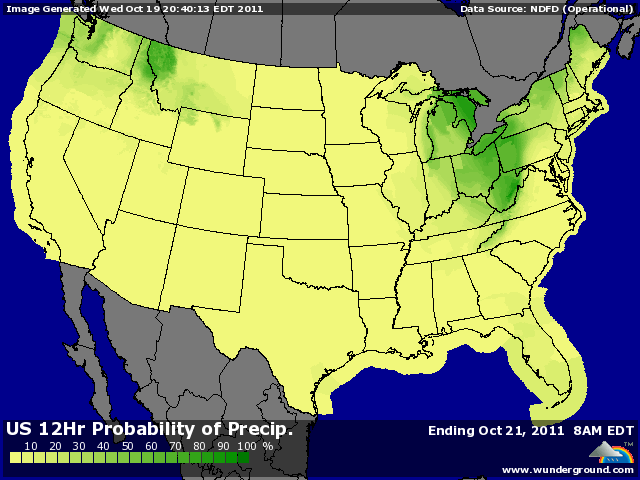 Image Generated Wed Oct 19 20:40:13 EDT 2011 Data Source: NDFD (Operational)
US 12Hr Probability of Precip. Ending Oct 21, 2011 8AM EDT
10 20 30 40 50 60 70 80 90 100 %
TM
www.wunderground.com